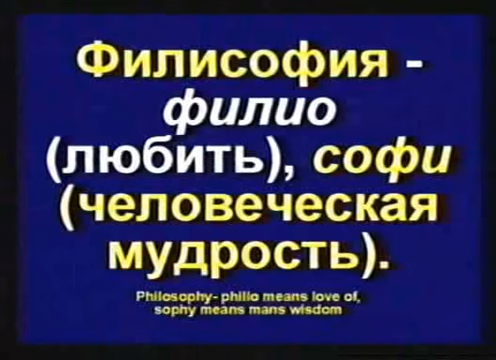 Филисофия -
филио
(любить), софи
(человеческая
мудрость).
Philosophy- philio means love of,
sophy means mans wisdom